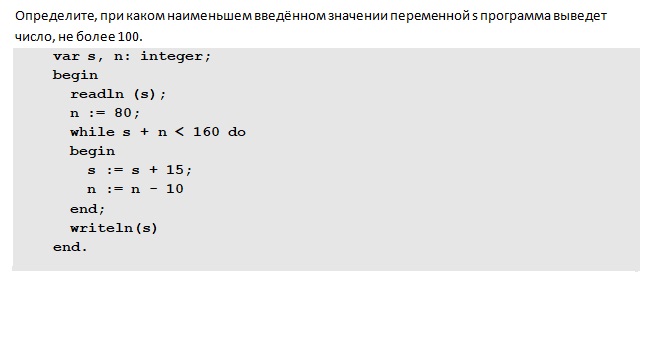 Определите, при каком наименьшем введённом значении переменной s программа выведет
число, не более 100.
var s, n: integer;
begin
readln (s);
n := 80;
while s + n < 160 do
begin
s := s + 15;
n := n - 10
end;
writeln(s)
end.